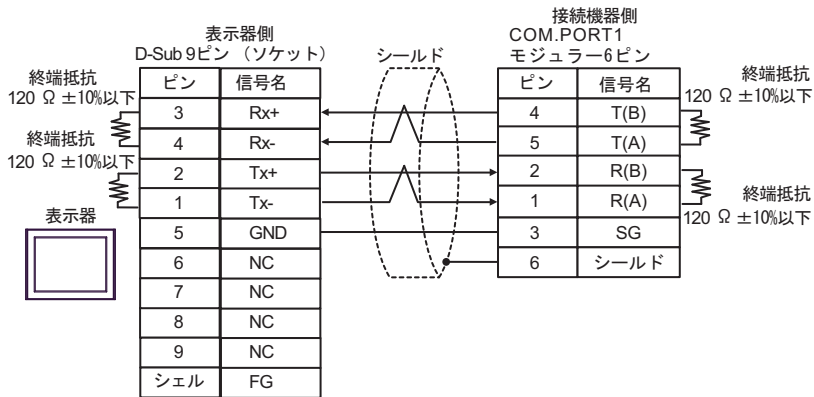 表示器側
D-Sub 9ピン （ソケット）
シールド
接続機器側
COM.PORT1
モジュラー6ピン
終端抵抗
120 Ω ±10%以下
終端抵抗
120 Ω ±10%以下
表示器
ピン 信号名
3 Rx+
4 Rx-
2 Tx+
1 Tx-
5 GND
6 NC
7 NC
8 NC
9 NC
シェル FG
ピン 信号名
4 T(B)
5 T(A)
2 R(B)
1 R(A)
3 SG
6 シールド
終端抵抗
120 Ω ±10%以下
終端抵抗
120 Ω ±10%以下